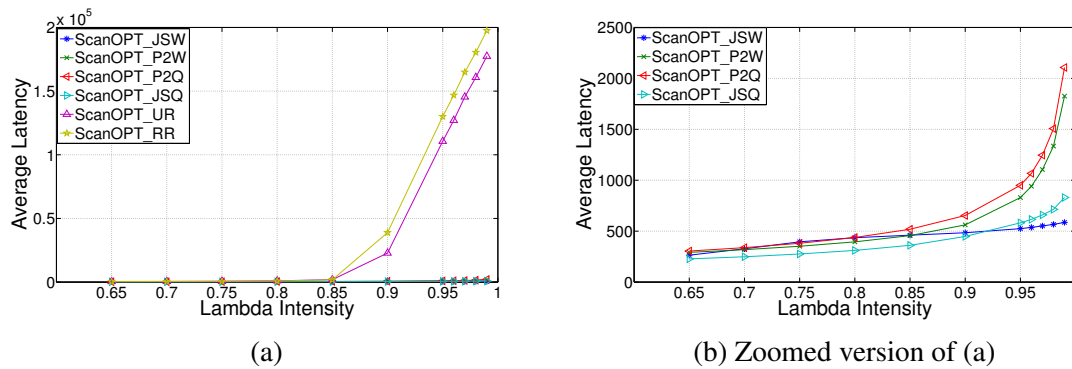 2 x 10^5
1.5
1
0.5
0
Average Latency
ScanOPT_JSW
ScanOPT_P2W
ScanOPT_P2Q
ScanOPT_JSQ
ScanOPT_UR
ScanOPT_RR
0.65 0.7 0.75 0.8 0.85 0.9 0.95 1
Lambda Intensity
(a)
2500
2000
1500
1000
500
0
Average Latency
ScanOPT_JSW
ScanOPT_P2W
ScanOPT_P2Q
ScanOPT_JSQ
0.65 0.7 0.75 0.8 0.85 0.9 0.95
Lambda Intensity
(b) Zoomed version of (a)